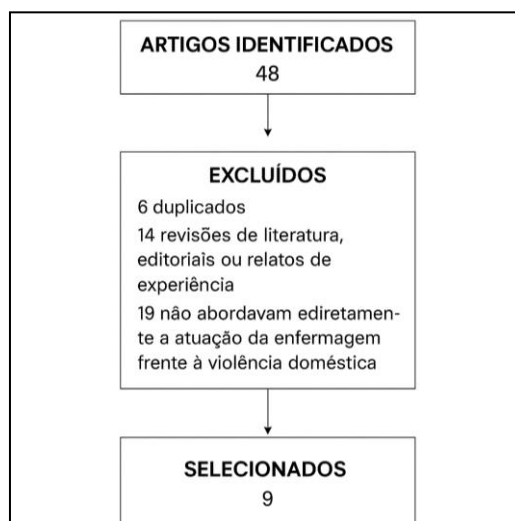 ARTIGOS IDENTIFICADOS
48
EXCLUÍDOS
6 duplicados
14 revisões de literatura,
editoriais ou relatos de
experiência
19 nâo abordavam ediretamen-
te a atuação da enfermagem
frente à violência doméstica
SELECIONADOS
9